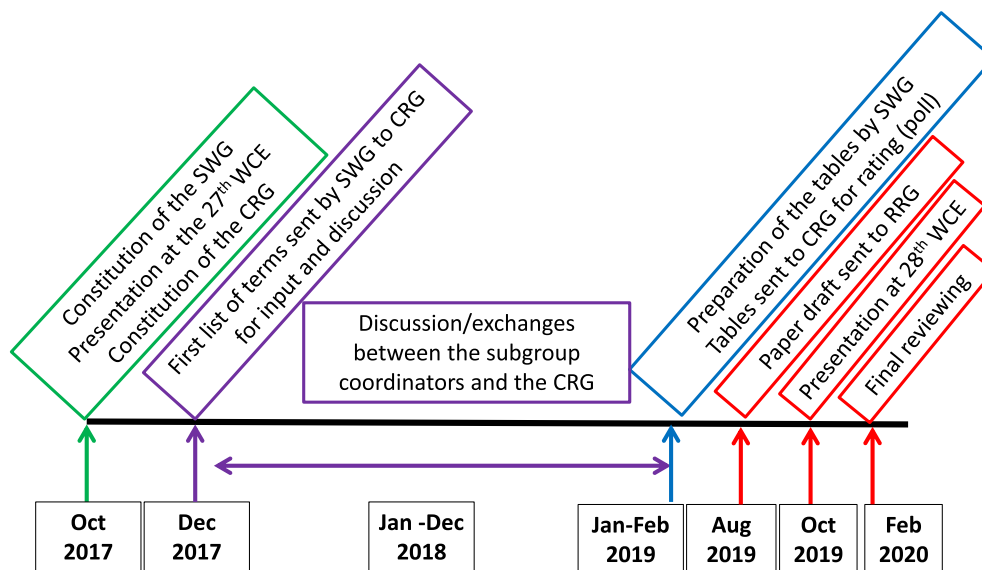 Constitution of the SWG
Presentation at the 27th WCE
Constitution of the CRG
First list of terms sent by SWG to CRG
for input and discussion
Discussion/exchanges
between the subgroup
coordinators and the CRG
Preparation of the tables by SWG
Tables sent to CRG for rating (poll)
Paper draft sent to RRG
Presentation at 28th WCE
Final reviewing
Oct
2017
Dec
2017
Jan -Dec
2018
Jan-Feb
2019
Aug
2019
Oct
2019
Feb
2020